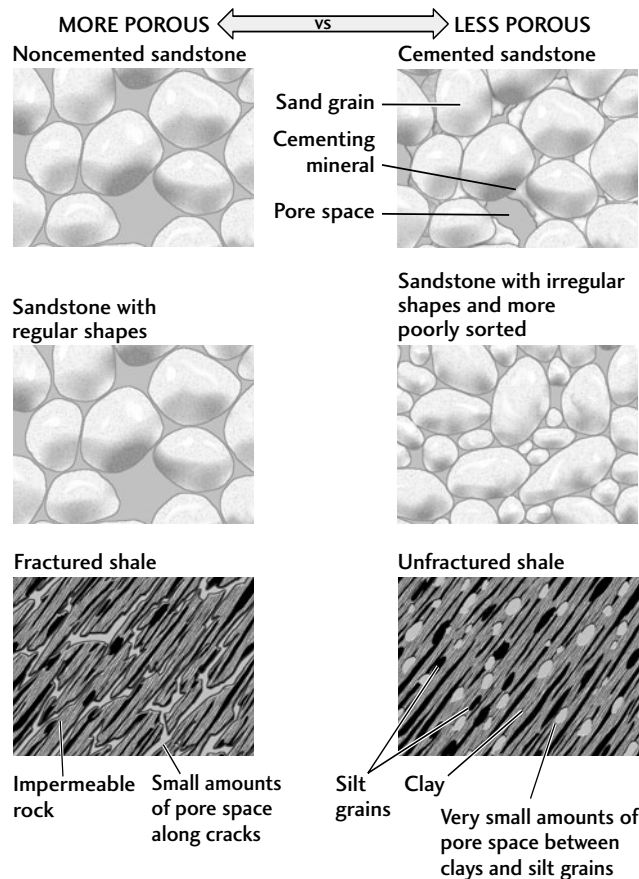 MORE POROUS vs LESS POROUS
Noncemented sandstone
Cemented sandstone
Sand grain
Cementing
mineral
Pore space
Sandstone with
regular shapes
Sandstone with irregular
shapes and more
poorly sorted
Fractured shale
Unfractured shale
Impermeable
rock
Small amounts
of pore space
along cracks
Silt
grains
Clay
Very small amounts of
pore space between
clays and silt grains